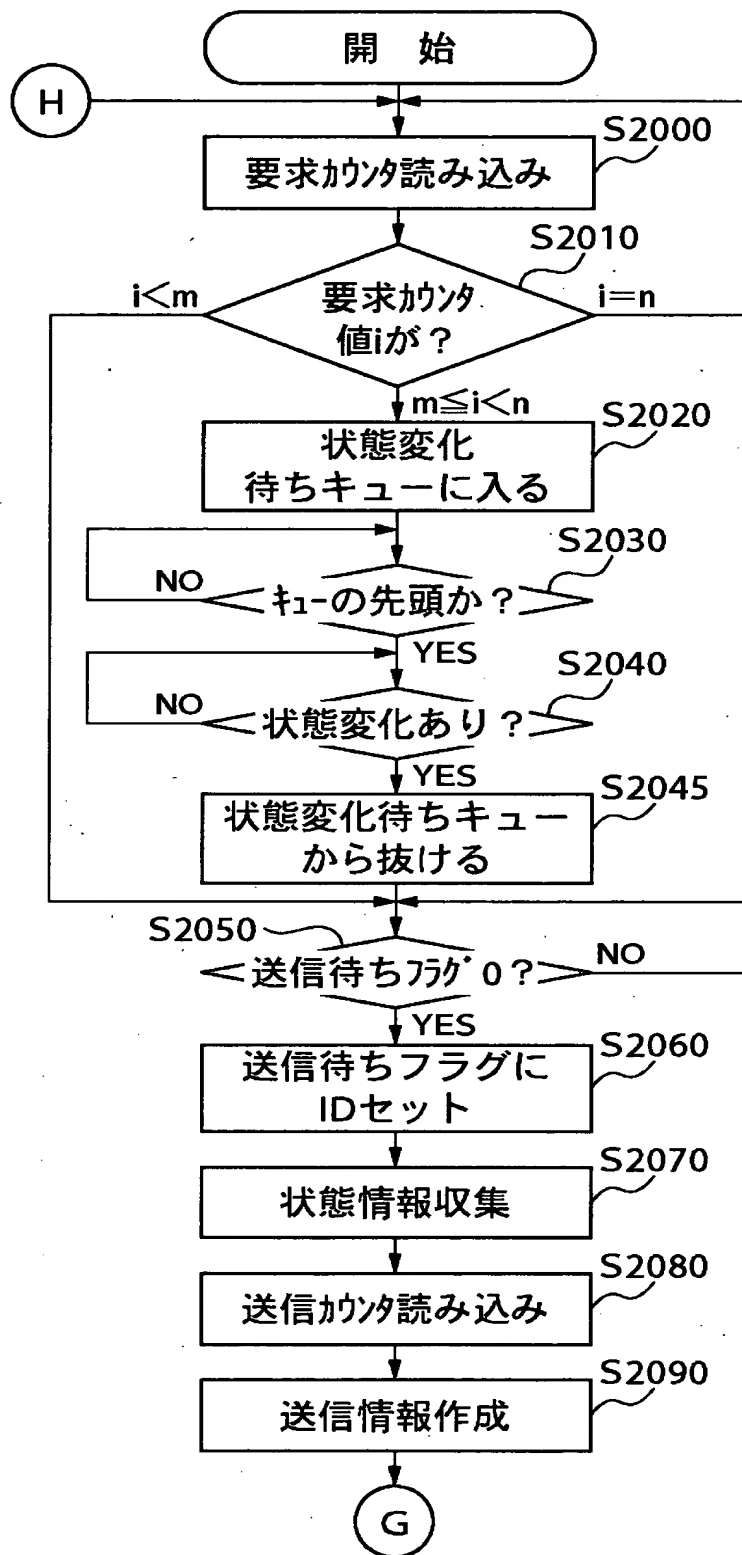 開 始
H
S2000
要求ｶｳﾝﾀ読み込み
S2010
i<m
要求ｶｳﾝﾀ
値iが？
i=n
m≦i<n
S2020
状態変化
待ちキューに入る
S2030
NO
ｷｭｰの先頭か？
YES
S2040
NO
状態変化あり？
YES
S2045
状態変化待ちキュー
から抜ける
S2050
送信待ちﾌﾗｸﾞ0？
NO
YES
S2060
送信待ちフラグに
IDセット
S2070
状態情報収集
S2080
送信ｶｳﾝﾀ読み込み
S2090
送信情報作成
G